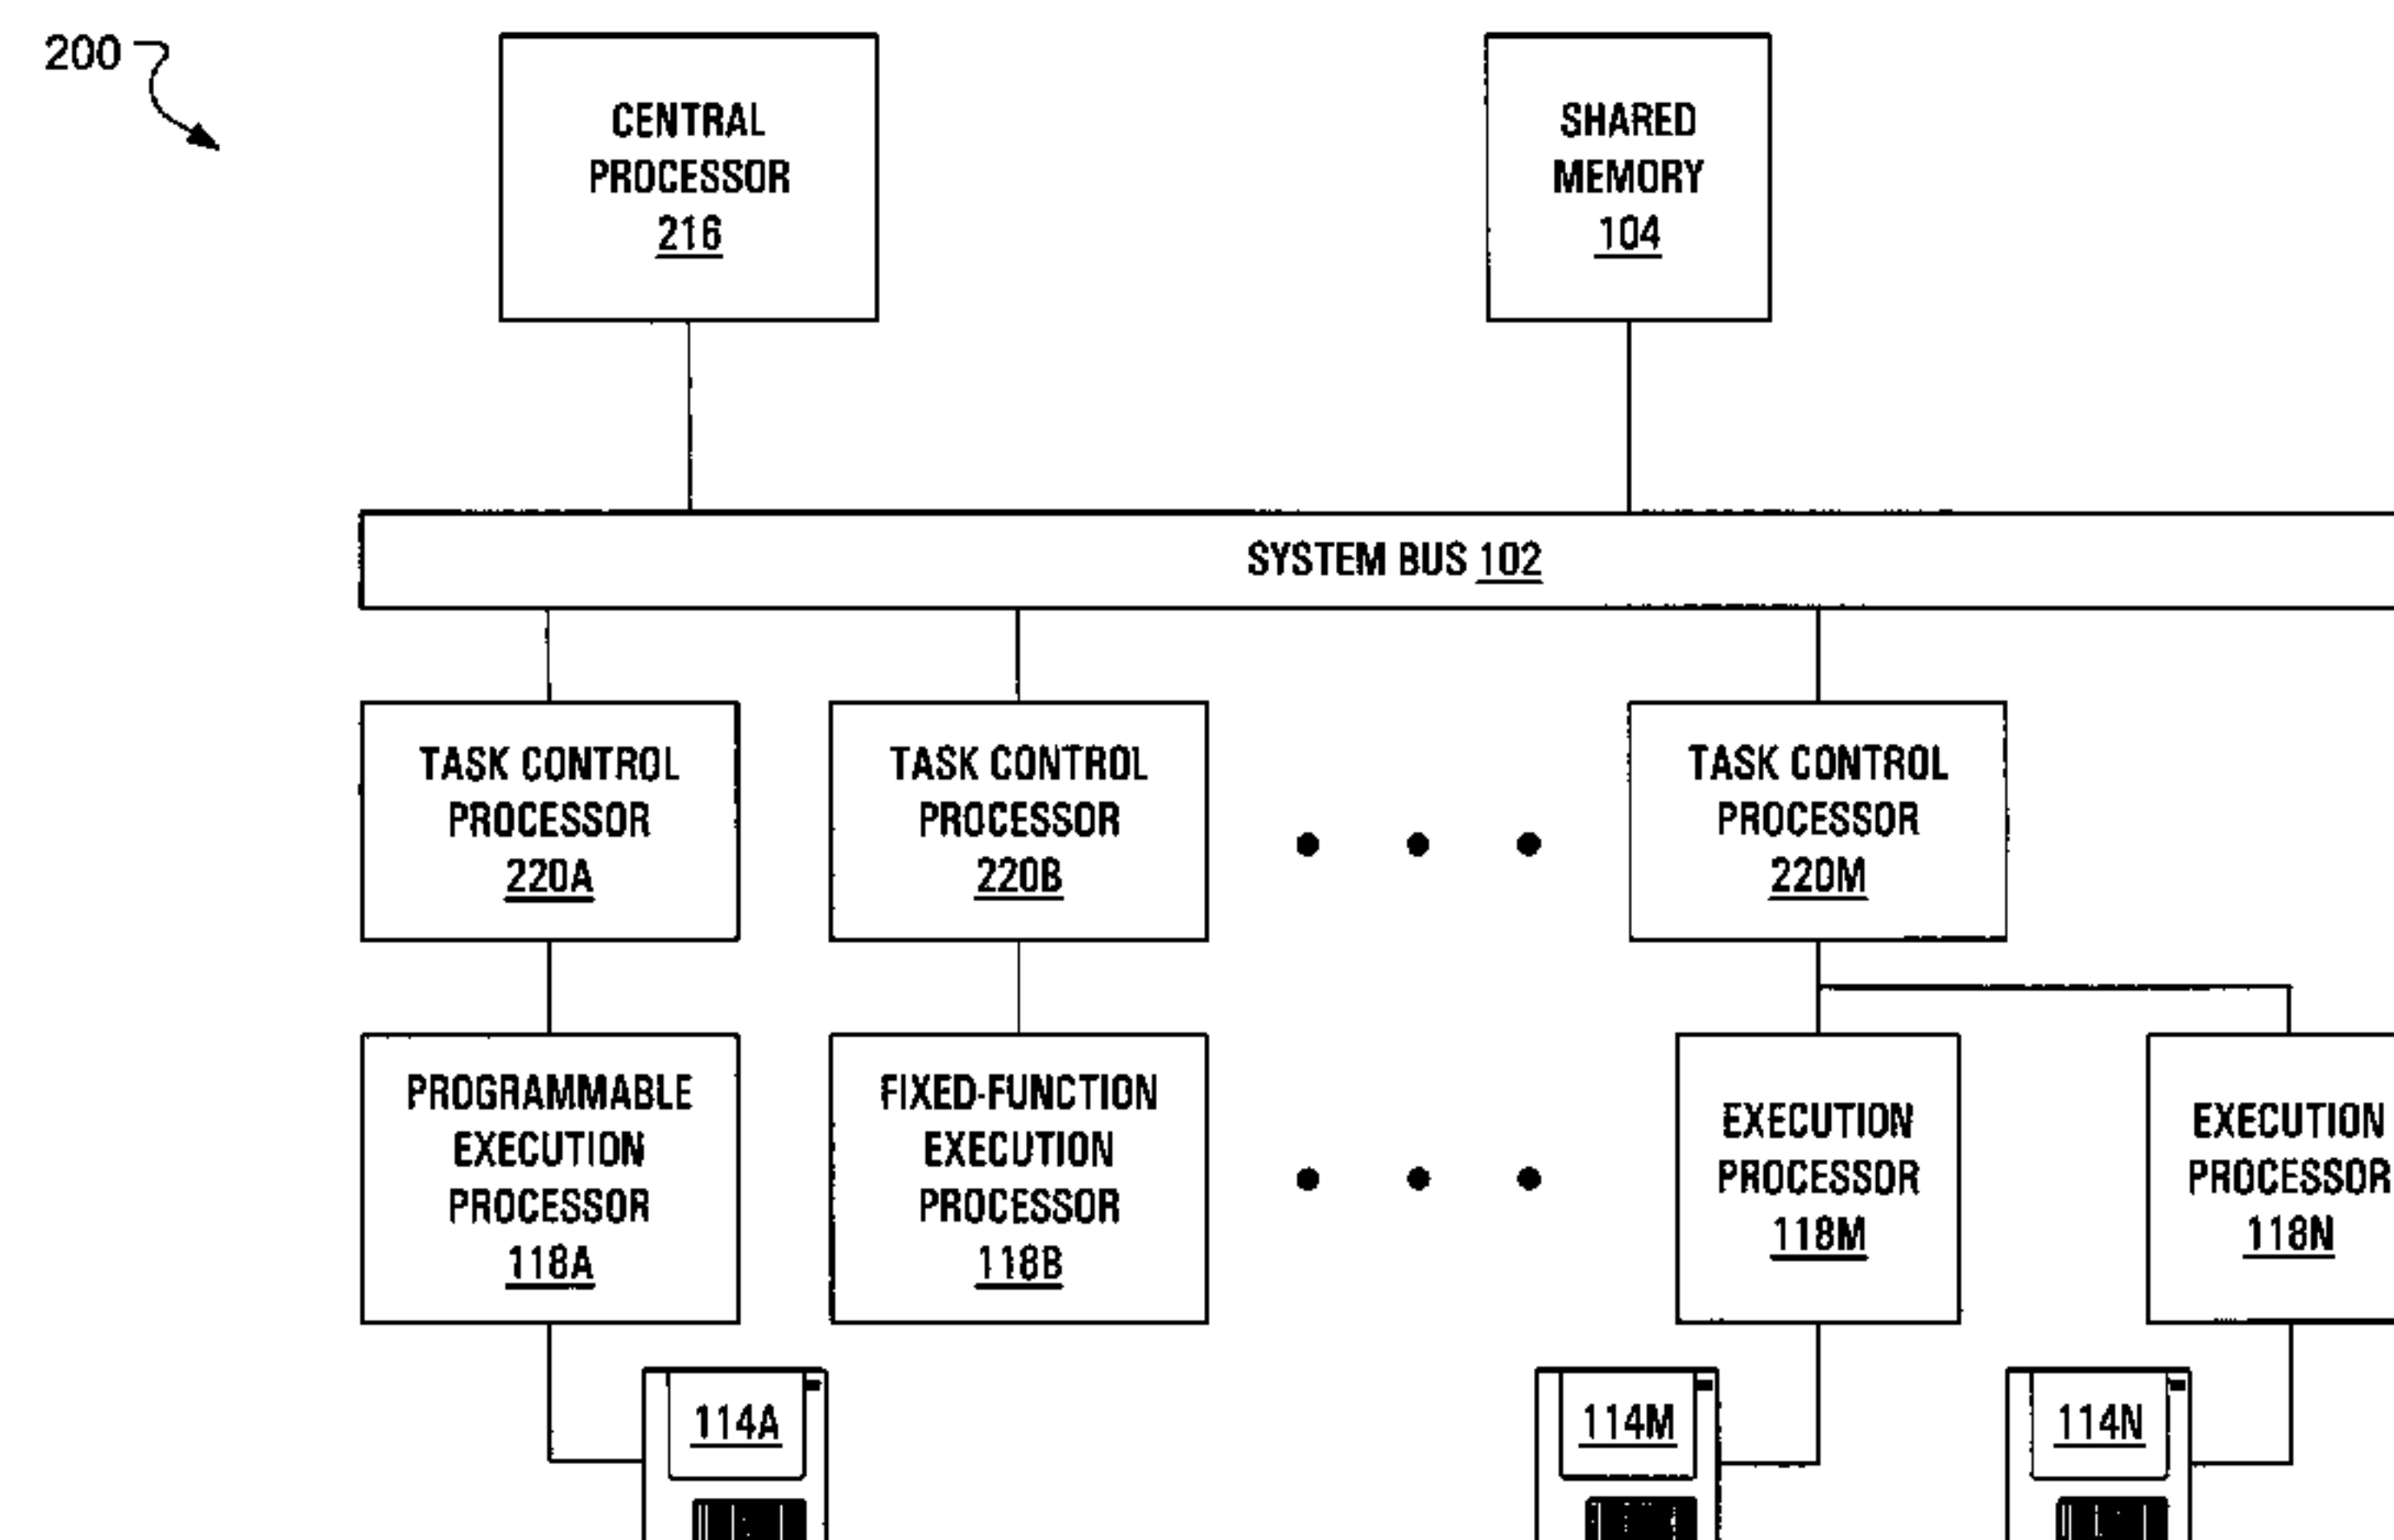 200
CENTRAL
PROCESSOR
216
SHARED
MEMORY
104
SYSTEM BUS 102
TASK CONTROL
PROCESSOR
220A
TASK CONTROL
PROCESSOR
220B
TASK CONTROL
PROCESSOR
220M
PROGRAMMABLE
EXECUTION
PROCESSOR
118A
FIXED-FUNCTION
EXECUTION
PROCESSOR
118B
EXECUTION
PROCESSOR
118M
EXECUTION
PROCESSOR
118N
114A
114M
114N